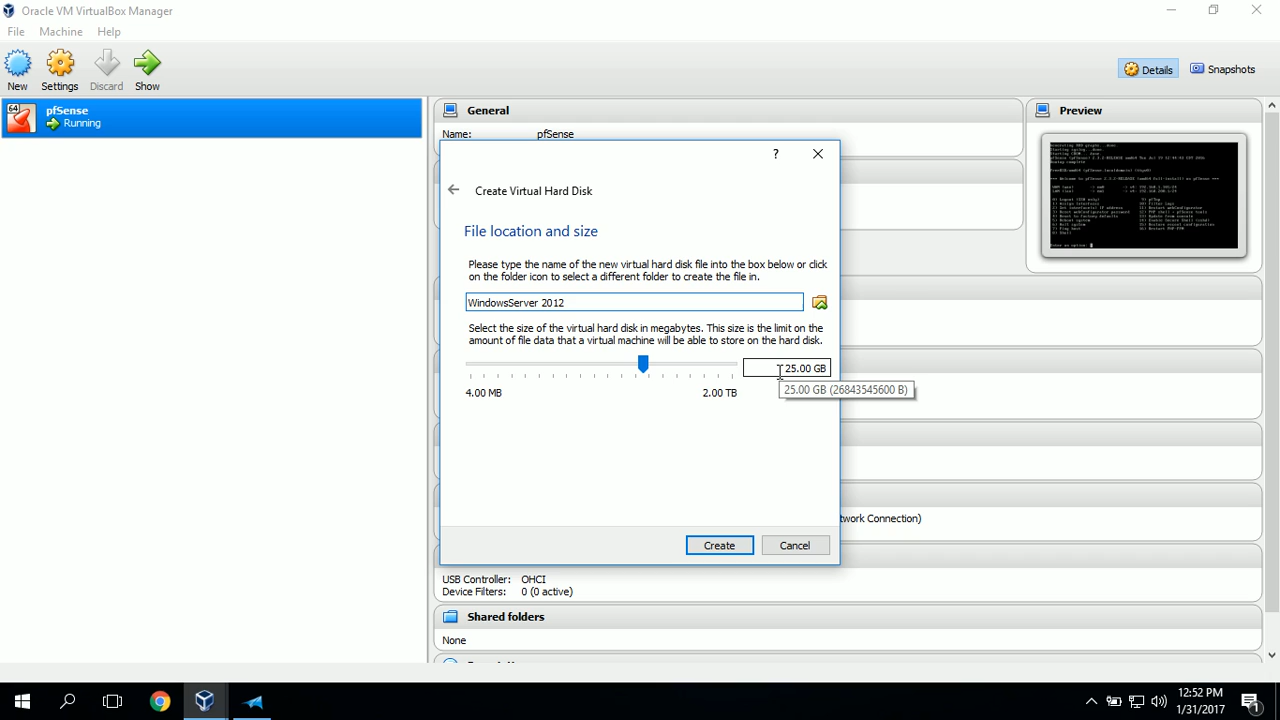 Oracle VM VirtualBox Manager
File Machine Help
New Settings Discard Show
Details Snapshots
64 pfSense
Running
General
Name: pfSense
Preview
Create Virtual Hard Disk
File location and size
Please type the name of the new virtual hard disk file into the box below or click
on the folder icon to select a different folder to create the file in.
WindowsServer 2012
Select the size of the virtual hard disk in megabytes. This size is the limit on the
amount of file data that a virtual machine will be able to store on the hard disk.
25.00 GB
25.00 GB (26843545600 B)
4.00 MB 2.00 TB
twork Connection)
Create Cancel
USB Controller: OHCI
Device Filters: 0 (0 active)
Shared folders
None
12:52 PM
1/31/2017
1